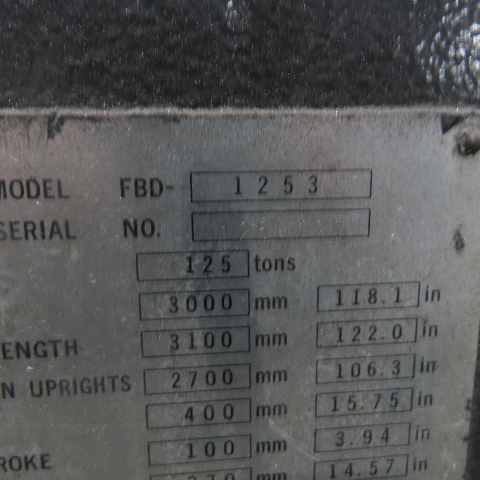 MODEL FBD- 1253
SERIAL NO.
125 tons
3000 mm 118.1 in
ENGTH 3100 mm 122.0 in
N UPRIGHTS 2700 mm 106.3 in
400 mm 15.75 in
ROKE 100 mm 3.94 in
370 mm 14.57 in